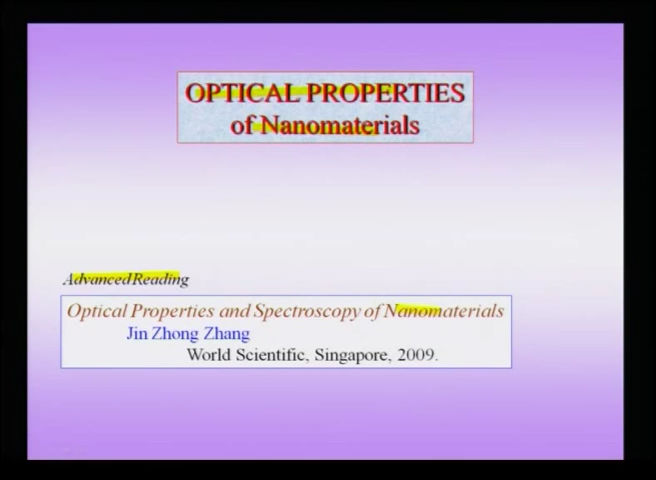 OPTICAL PROPERTIES
of Nanomaterials
Advanced Reading
Optical Properties and Spectroscopy of Nanomaterials
Jin Zhong Zhang
World Scientific, Singapore, 2009.